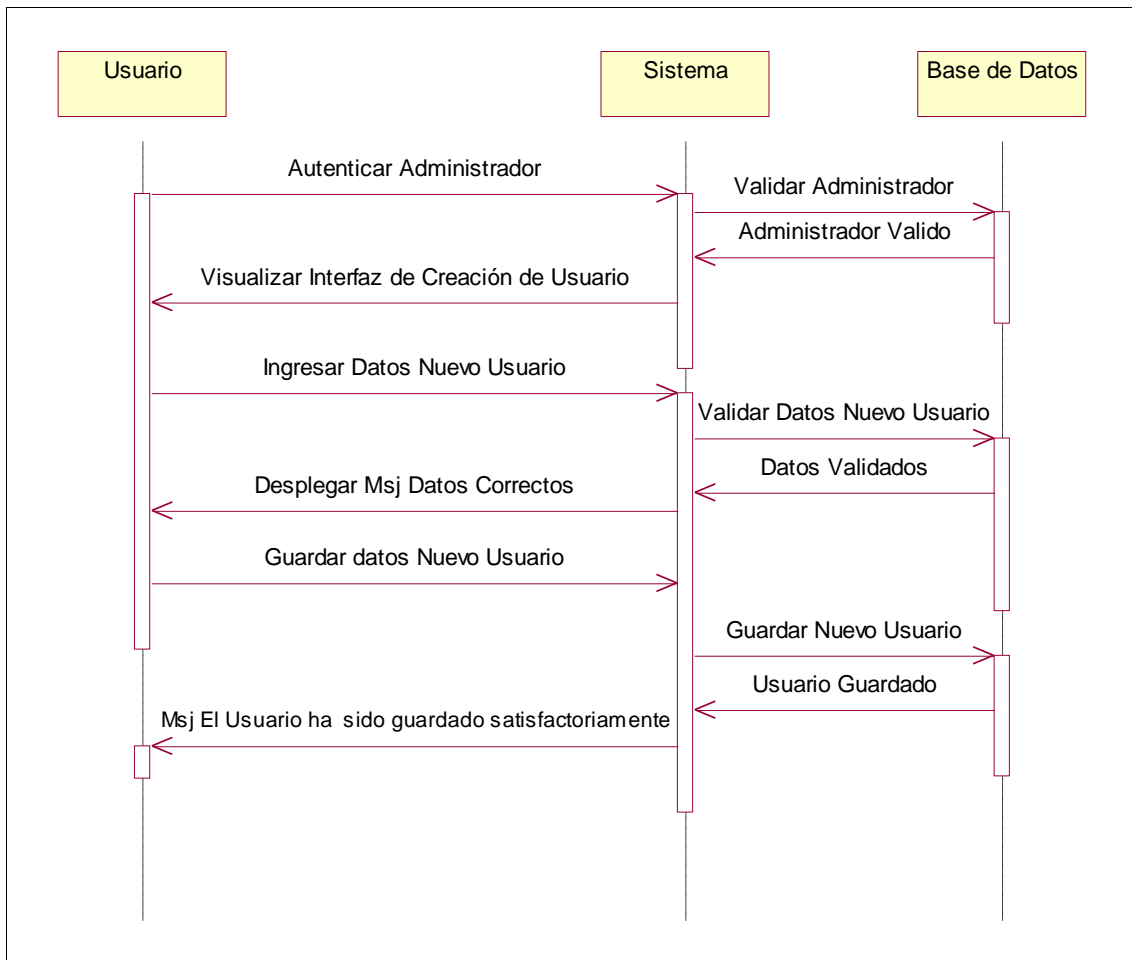 Usuario
Sistema
Base de Datos
Autenticar Administrador
Validar Administrador
Administrador Valido
Visualizar Interfaz de Creación de Usuario
Ingresar Datos Nuevo Usuario
Validar Datos Nuevo Usuario
Datos Validados
Desplegar Msj Datos Correctos
Guardar datos Nuevo Usuario
Guardar Nuevo Usuario
Usuario Guardado
Msj El Usuario ha sido guardado satisfactoriamente